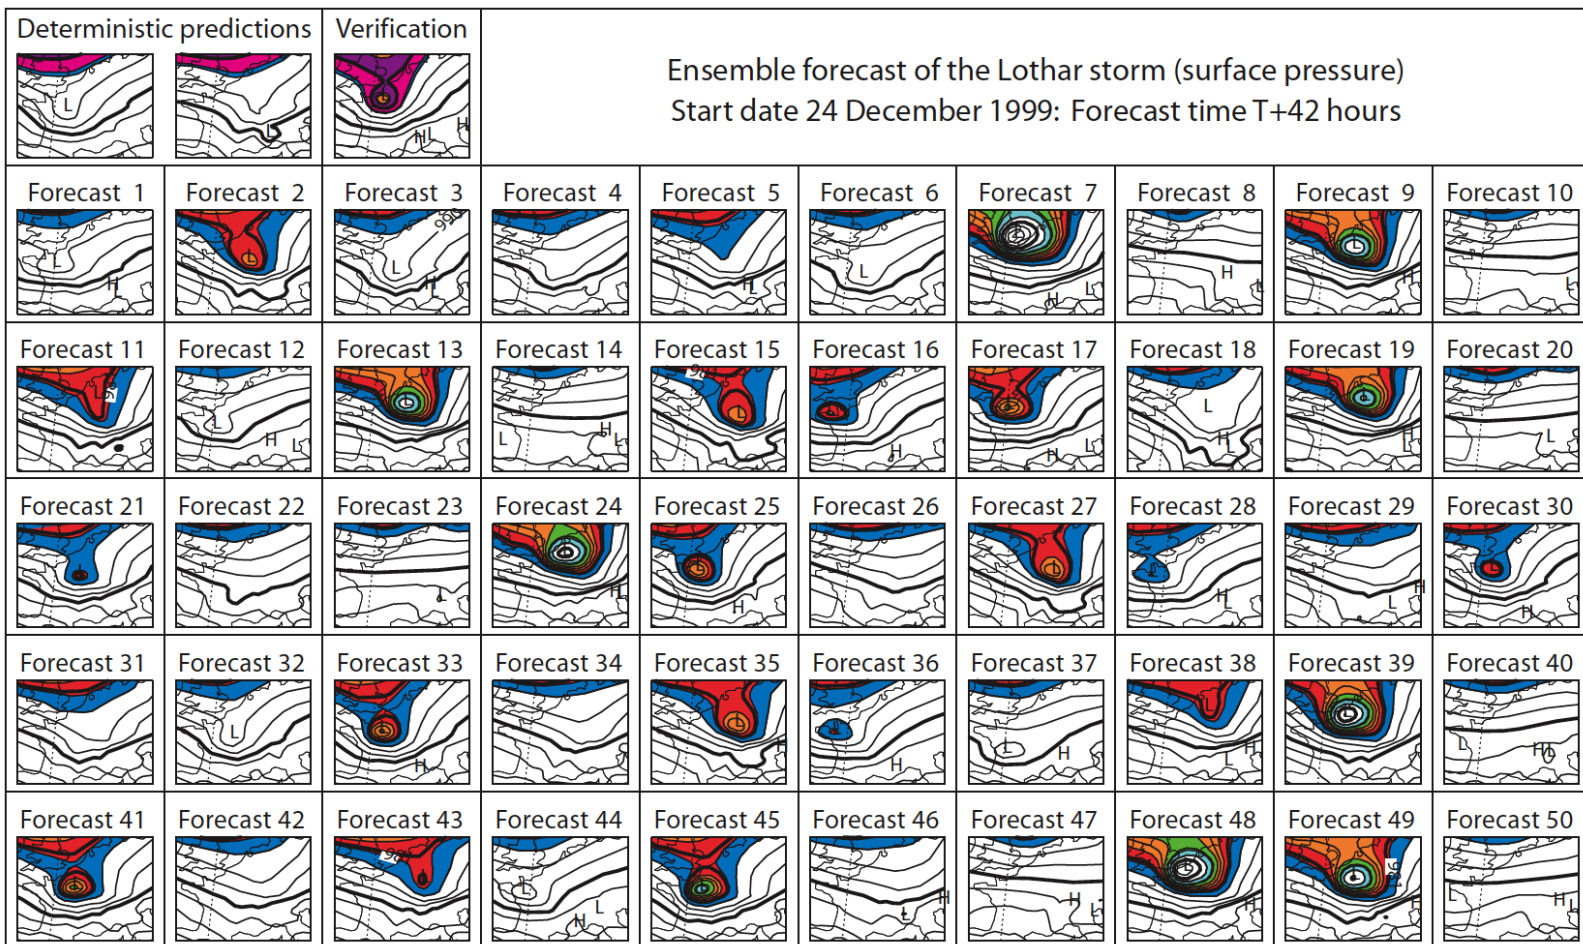 Deterministic predictions
Verification
Ensemble forecast of the Lothar storm (surface pressure)
Start date 24 December 1999: Forecast time T+42 hours
L
L
L
H L
H
Forecast 1
Forecast 2
Forecast 3
Forecast 4
Forecast 5
Forecast 6
Forecast 7
Forecast 8
Forecast 9
Forecast 10
L
H
L
L
990
L
H
L
H L
L
L
H
L
H
L
L
H
L
Forecast 11
Forecast 12
Forecast 13
Forecast 14
Forecast 15
Forecast 16
Forecast 17
Forecast 18
Forecast 19
Forecast 20
L
L
H
L
L
L
H
L
L
L
H
L
H
L
L
H
L
L
H
L
Forecast 21
Forecast 22
Forecast 23
Forecast 24
Forecast 25
Forecast 26
Forecast 27
Forecast 28
Forecast 29
Forecast 30
L
L
L
H L
L
H
L
L
H
L
H
L
L
H
Forecast 31
Forecast 32
Forecast 33
Forecast 34
Forecast 35
Forecast 36
Forecast 37
Forecast 38
Forecast 39
Forecast 40
L
L
H
L
H
L
H
L
H
L
H
L
L
H
L
H L
Forecast 41
Forecast 42
Forecast 43
Forecast 44
Forecast 45
Forecast 46
Forecast 47
Forecast 48
Forecast 49
Forecast 50
L
L
L
L
H
L
H
L
H
L
L
H
L
H
L
H
L